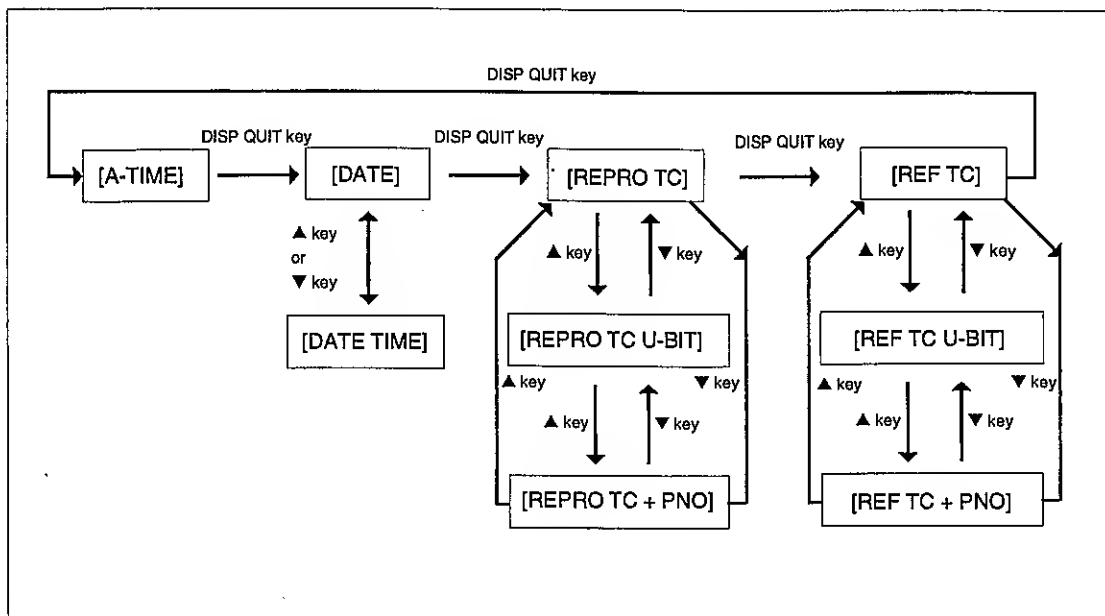 DISP QUIT key
DISP QUIT key
DISP QUIT key
DISP QUIT key
[A-TIME]
[DATE]
[REPRO TC]
[REF TC]
▲ key
or
▼ key
▲ key
▼ key
▲ key
▼ key
[DATE TIME]
[REPRO TC U-BIT]
[REF TC U-BIT]
▲ key
▼ key
▲ key
▼ key
▲ key
▼ key
▲ key
▼ key
[REPRO TC + PNO]
[REF TC + PNO]